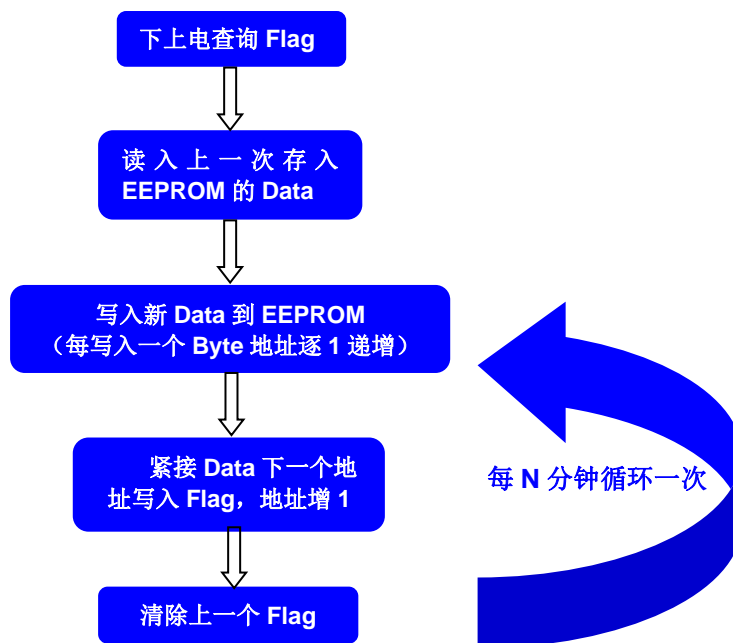 下上电查询 Flag
读 入 上 一 次 存 入
EEPROM 的 Data
写入新 Data 到 EEPROM
（每写入一个 Byte 地址逐 1 递增）
紧接 Data 下一个地
址写入 Flag，地址增 1
每 N 分钟循环一次
清除上一个 Flag